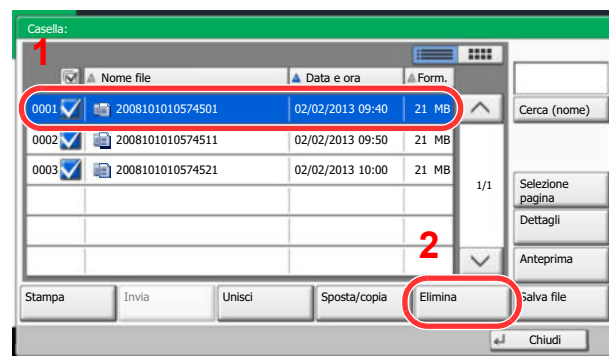 Casella:
1
Nome file
Data e ora
Form.
0001 2008101010574501 02/02/2013 09:40 21 MB
Cerca (nome)
0002 2008101010574511 02/02/2013 09:50 21 MB
0003 2008101010574521 02/02/2013 10:00 21 MB
1/1
Selezione
pagina
Dettagli
2
Anteprima
Stampa
Invia
Unisci
Sposta/copia
Elimina
Salva file
Chiudi